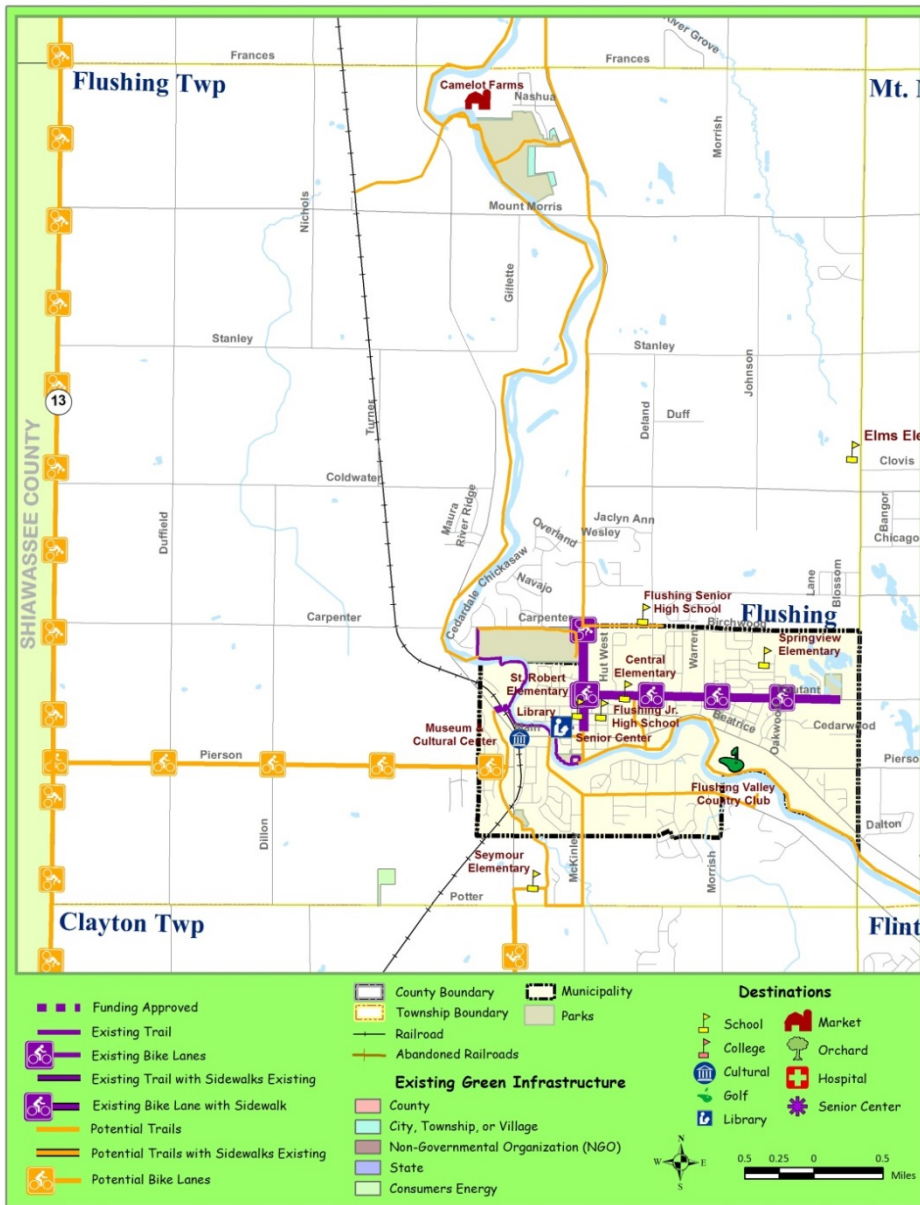 River Grove
Frances
Frances
Flushing Twp
Camelot Farms
Mt.
Nashua
Morrish
Mount Morris
Nichols
Gillette
Stanley
Stanley
Johnson
13
Turner
Deland
Duff
Elms Ele
Clovis
Coldwater
Maura
River Ridge
Bangor
Jaclyn Ann
Overland
Wesley
Chicago
Duffield
SHIAWASSEE COUNTY
Chickasaw
Navajo
Lane
Blossom
Cedardale
Flushing Senior
High School
Flushing
Carpenter
Carpenter
Birchwood
Hut West
Warren
Springview
Elementary
Central
Elementary
St. Robert
Elementary
Library
Flushing Jr.
High School
Beatrice
Oakwood
Cedarwood
Museum &
Cultural Center
Senior Center
Pierson
Pierson
Flushing Valley
Country Club
Dillon
Dalton
Seymour
Elementary
McKinley
Morrish
Potter
Clayton Twp
Flint
Funding Approved
Existing Trail
Existing Bike Lanes
Existing Trail with Sidewalks Existing
Existing Bike Lane with Sidewalk
Potential Trails
Potential Trails with Sidewalks Existing
Potential Bike Lanes
County Boundary
Township Boundary
Railroad
Abandoned Railroads
Municipality
Parks
Existing Green Infrastructure
County
City, Township, or Village
Non-Governmental Organization (NGO)
State
Consumers Energy
Destinations
School
College
Cultural
Golf
Library
Market
Orchard
Hospital
Senior Center
N
W E
S
0.5 0.25 0 0.5
Miles